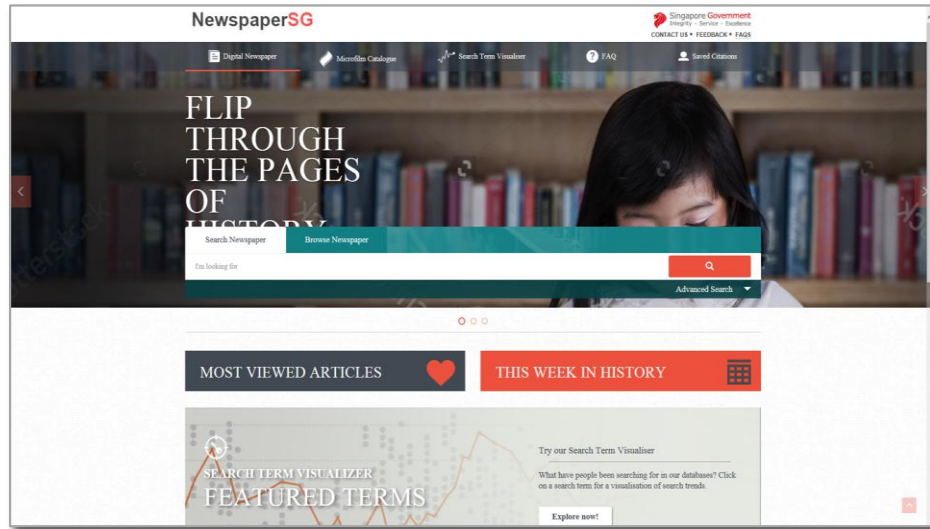 NewspaperSG
Singapore Government
Integrity · Service · Excellence
CONTACT US • FEEDBACK • FAQS
Digital Newspaper
Microfilm Catalogue
Search Term Visualiser
FAQ
Saved Citations
FLIP
THROUGH
THE PAGES
OF
HISTORY
Search Newspaper
Browse Newspaper
I'm looking for
Advanced Search
MOST VIEWED ARTICLES
THIS WEEK IN HISTORY
SEARCH TERM VISUALIZER
FEATURED TERMS
Try our Search Term Visualiser
What have people been searching for in our databases? Click
on a search term for a visualisation of search trends.
Explore now!